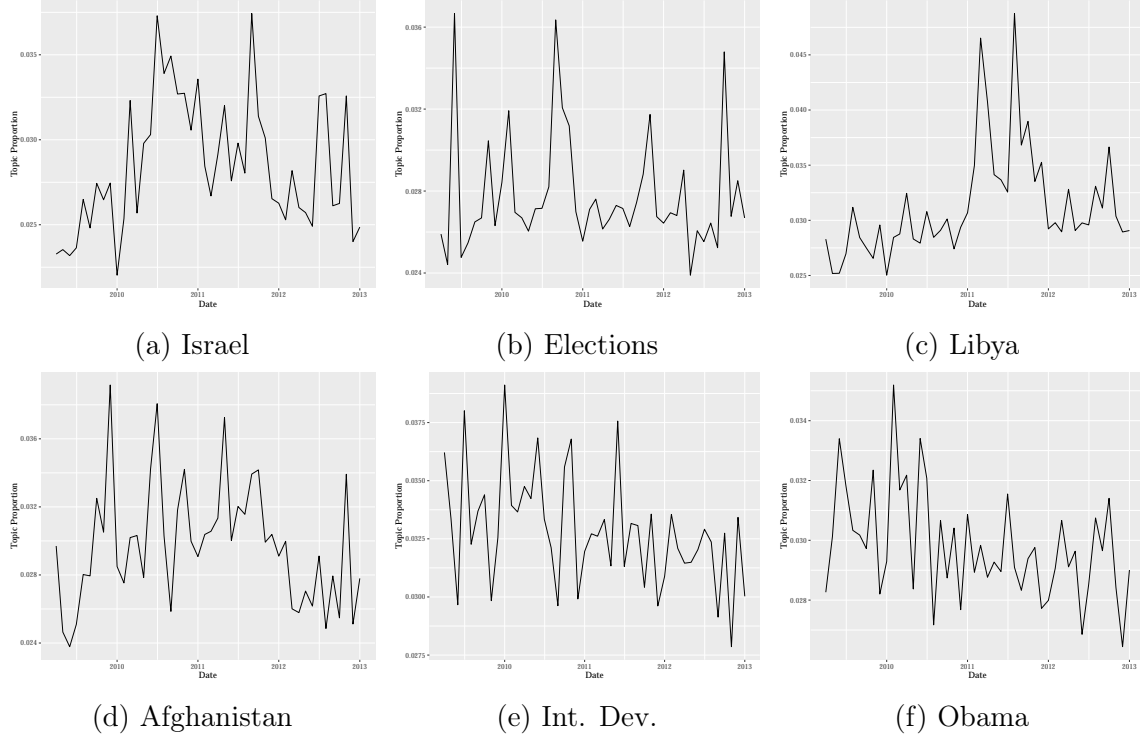 Topic Proportion
0.035
0.030
0.025
2010
2011
2012
2013
Date
(a) Israel
Topic Proportion
0.036
0.032
0.028
0.024
2010
2011
2012
2013
Date
(b) Elections
Topic Proportion
0.045
0.040
0.035
0.030
0.025
2010
2011
2012
2013
Date
(c) Libya
Topic Proportion
0.036
0.032
0.028
0.024
2010
2011
2012
2013
Date
(d) Afghanistan
Topic Proportion
0.0375
0.0350
0.0325
0.0300
0.0275
2010
2011
2012
2013
Date
(e) Int. Dev.
Topic Proportion
0.034
0.032
0.030
0.028
2010
2011
2012
2013
Date
(f) Obama